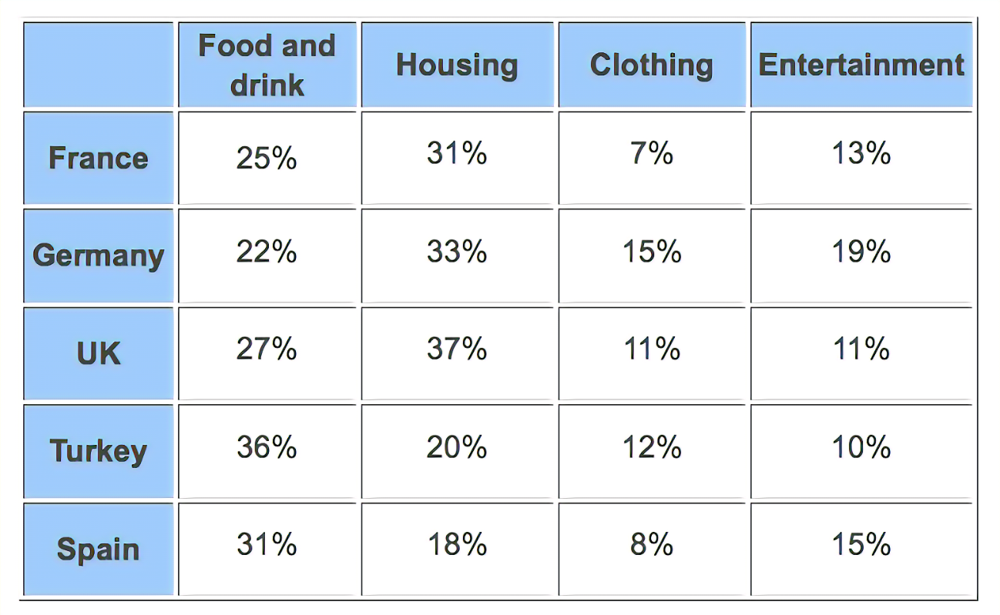 Food and drink Housing Clothing Entertainment
France 25% 31% 7% 13%
Germany 22% 33% 15% 19%
UK 27% 37% 11% 11%
Turkey 36% 20% 12% 10%
Spain 31% 18% 8% 15%